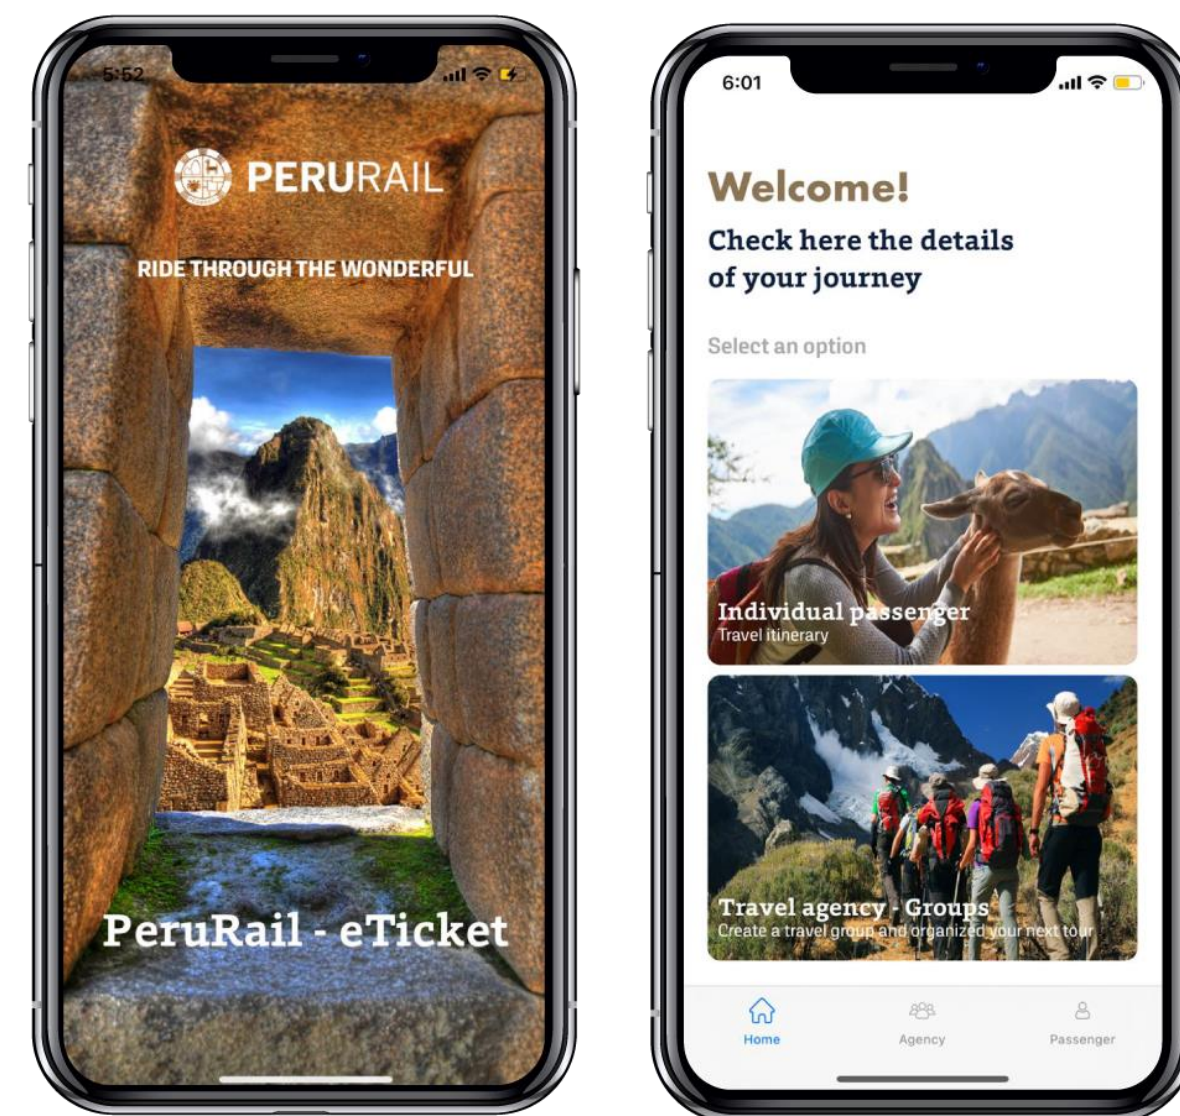 5:52
PERURAIL
RIDE THROUGH THE WONDERFUL
PeruRail - eTicket
6:01
Welcome!
Check here the details
of your journey
Select an option
Individual passenger
Travel itinerary
Travel agency - Groups
Create a travel group and organized your next tour
Home
Agency
Passenger